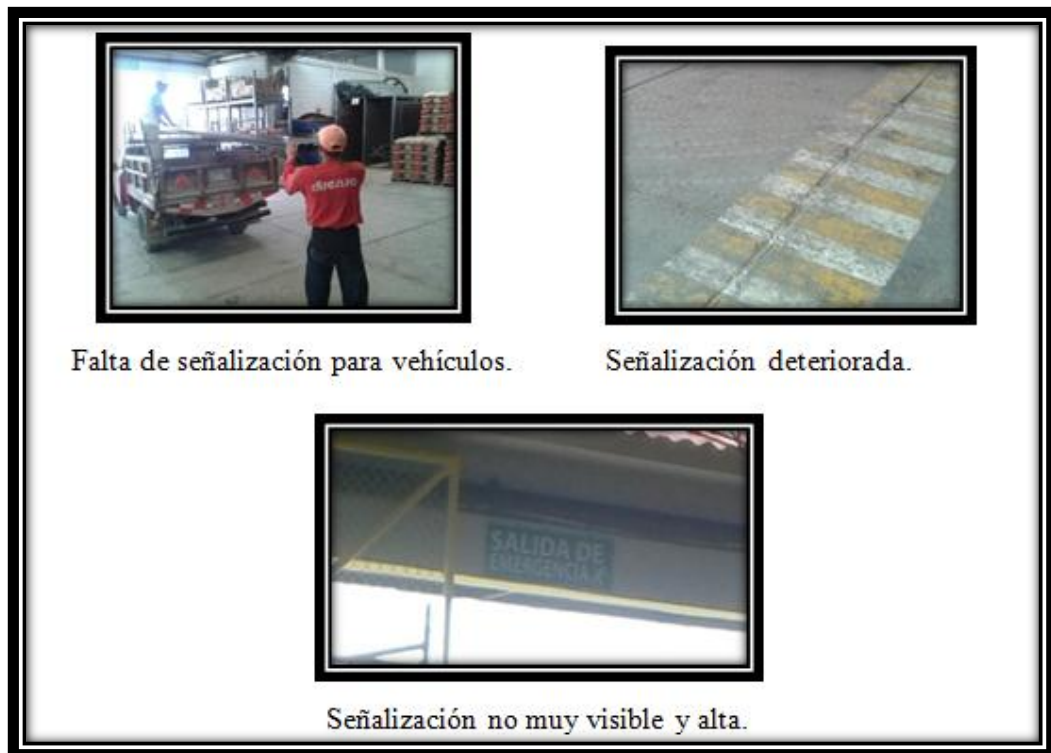 Falta de señalización para vehículos.
Señalización deteriorada.
SALIDA DE
EMERGENCIA
Señalización no muy visible y alta.